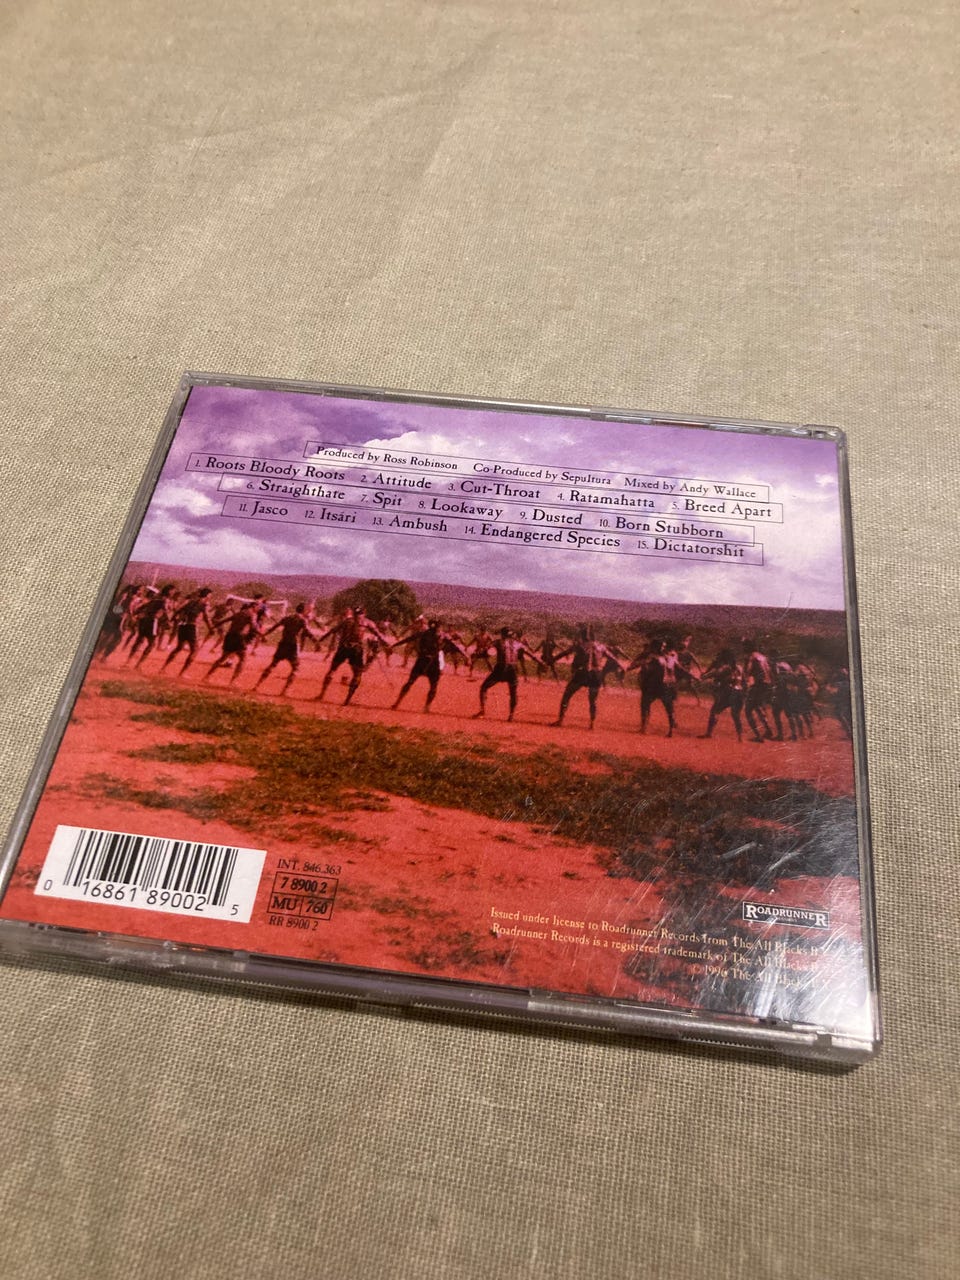 Produced by Ross Robinson Co-Produced by Sepultura Mixed by Andy Wallace
1. Roots Bloody Roots 2. Attitude 3. Cut-Throat 4. Ratamahatta 5. Breed Apart
6. Straighthate 7. Spit 8. Lookaway 9. Dusted 10. Born Stubborn
11. Jasco 12. Itsári 13. Ambush 14. Endangered Species 15. Dictatorshit
0 16861 89002 5
INT. 846.363
7 8900 2
MU 760
RR 8900 2
ROADRUNNER
Issued under license to Roadrunner Records from The All Blacks
Roadrunner Records is a registered trademark of The All Blacks
© 1996 The All Blacks